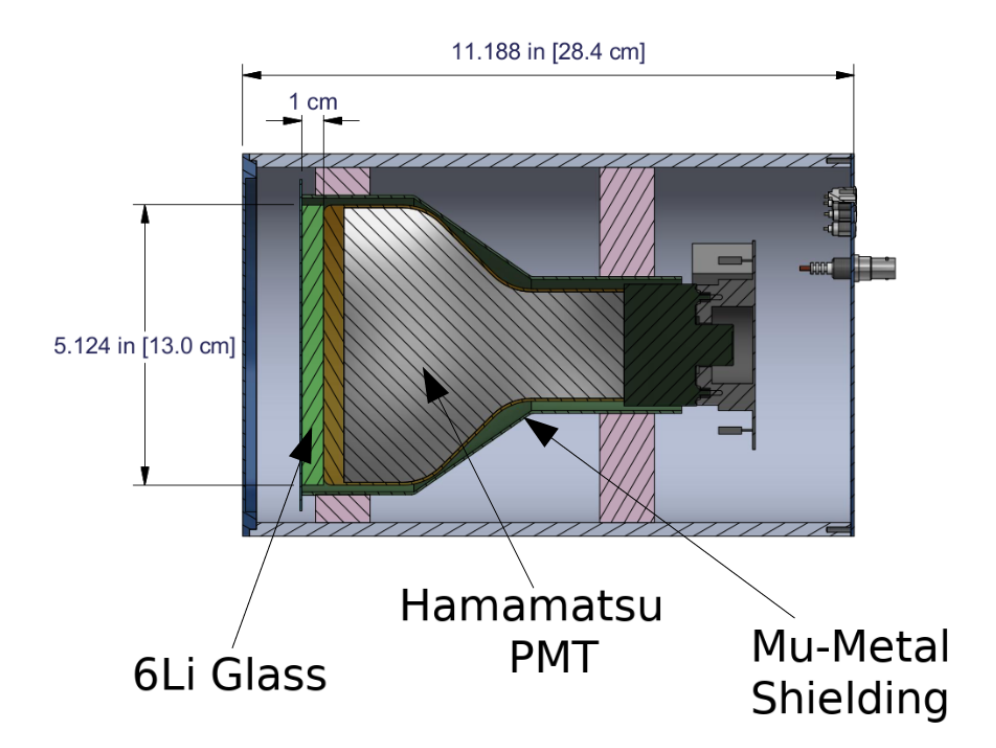 11.188 in [28.4 cm]
1 cm
5.124 in [13.0 cm]
Hamamatsu
PMT
6Li Glass
Mu-Metal
Shielding